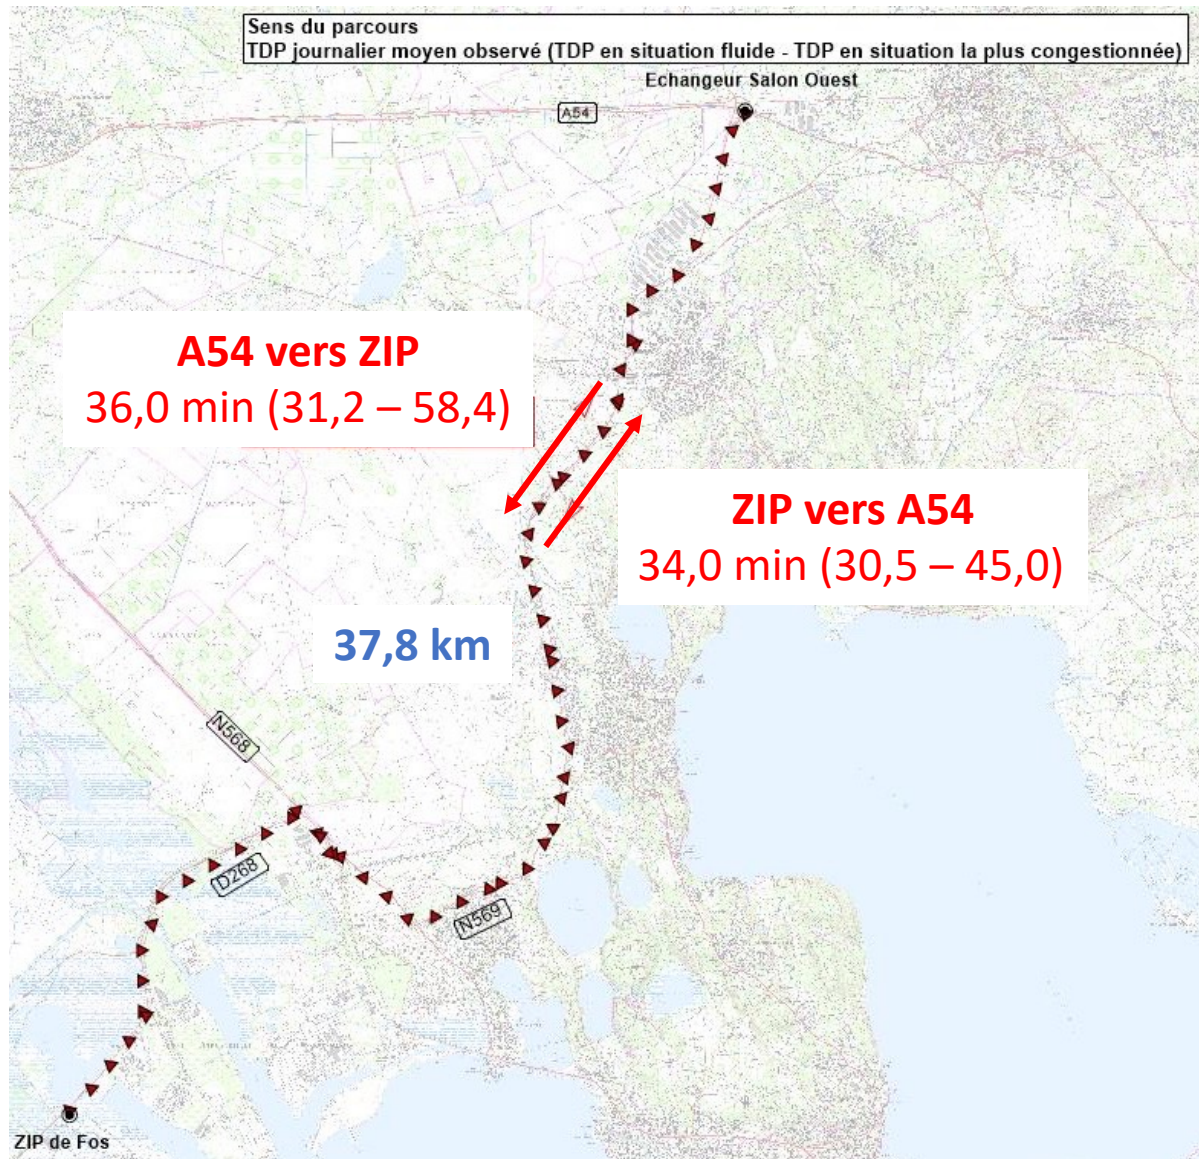 Sens du parcours
TDP journalier moyen observé (TDP en situation fluide - TDP en situation la plus congestionnée)
Echangeur Salon Ouest
A54
A54 vers ZIP
36,0 min (31,2 – 58,4)
ZIP vers A54
34,0 min (30,5 – 45,0)
37,8 km
N568
D268
N569
ZIP de Fos